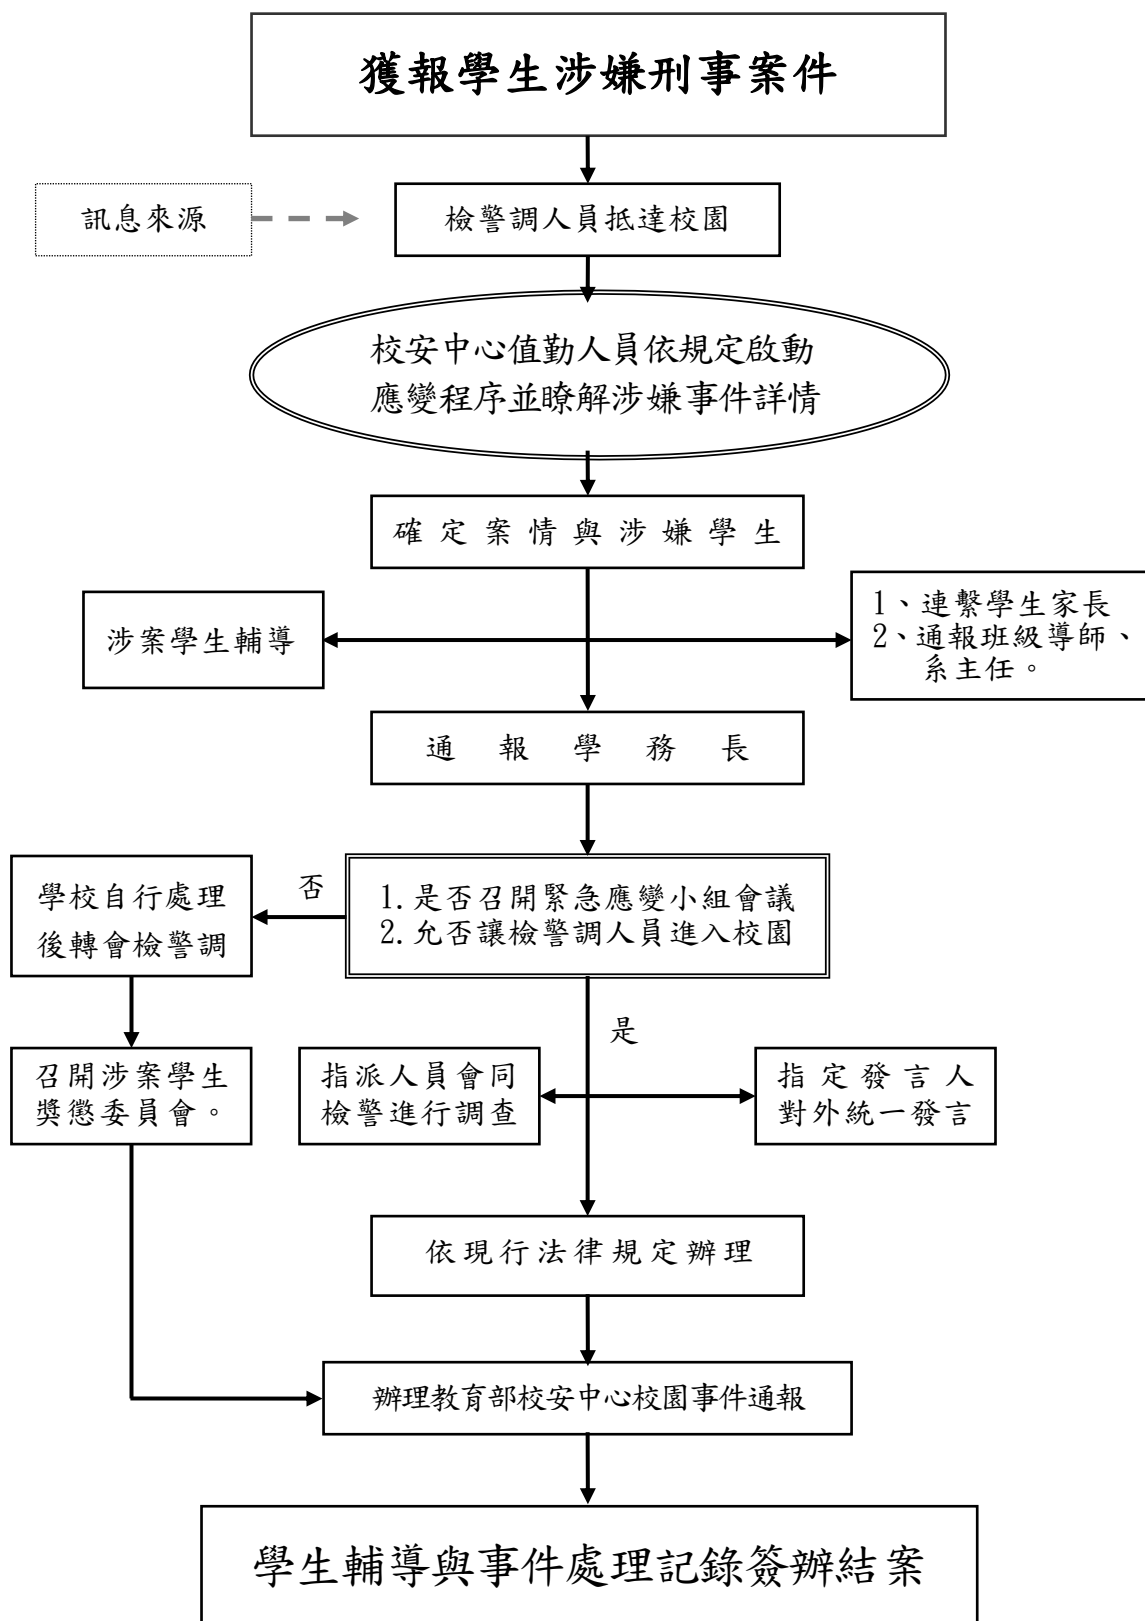 獲報學生涉嫌刑事案件
訊息來源
檢警調人員抵達校園
校安中心值勤人員依規定啟動
應變程序並瞭解涉嫌事件詳情
確定案情與涉嫌學生
涉案學生輔導
1、連繫學生家長
2、通報班級導師、
系主任。
通報學務長
學校自行處理
後轉會檢警調
否
1.是否召開緊急應變小組會議
2.允否讓檢警調人員進入校園
是
召開涉案學生
獎懲委員會。
指派人員會同
檢警進行調查
指定發言人
對外統一發言
依現行法律規定辦理
辦理教育部校安中心校園事件通報
學生輔導與事件處理記錄簽辦結案